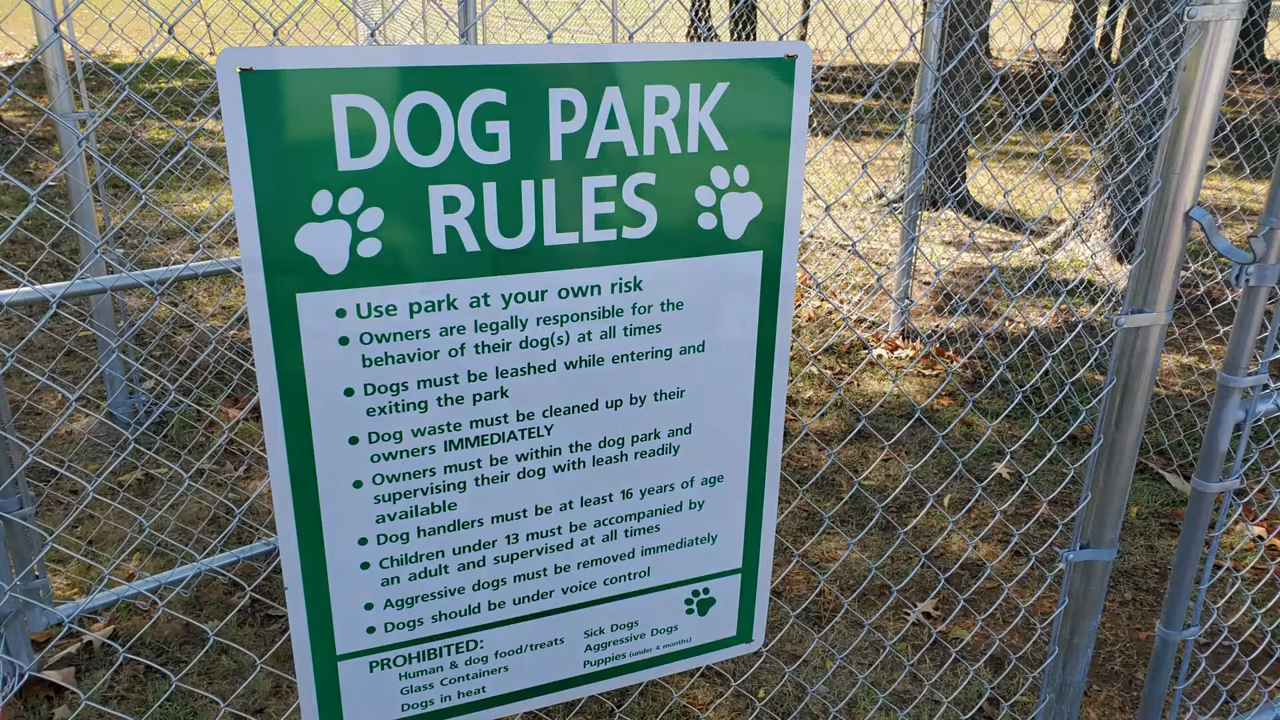 DOG PARK
RULES
• Use park at your own risk
• Owners are legally responsible for the
behavior of their dog(s) at all times
• Dogs must be leashed while entering and
exiting the park
• Dog waste must be cleaned up by their
owners IMMEDIATELY
• Owners must be within the dog park and
supervising their dog with leash readily
available
• Dog handlers must be at least 16 years of age
• Children under 13 must be accompanied by
an adult and supervised at all times
• Aggressive dogs must be removed immediately
• Dogs should be under voice control
PROHIBITED:
Human & dog food/treats
Glass Containers
Dogs in heat
Sick Dogs
Aggressive Dogs
Puppies (under 4 months)